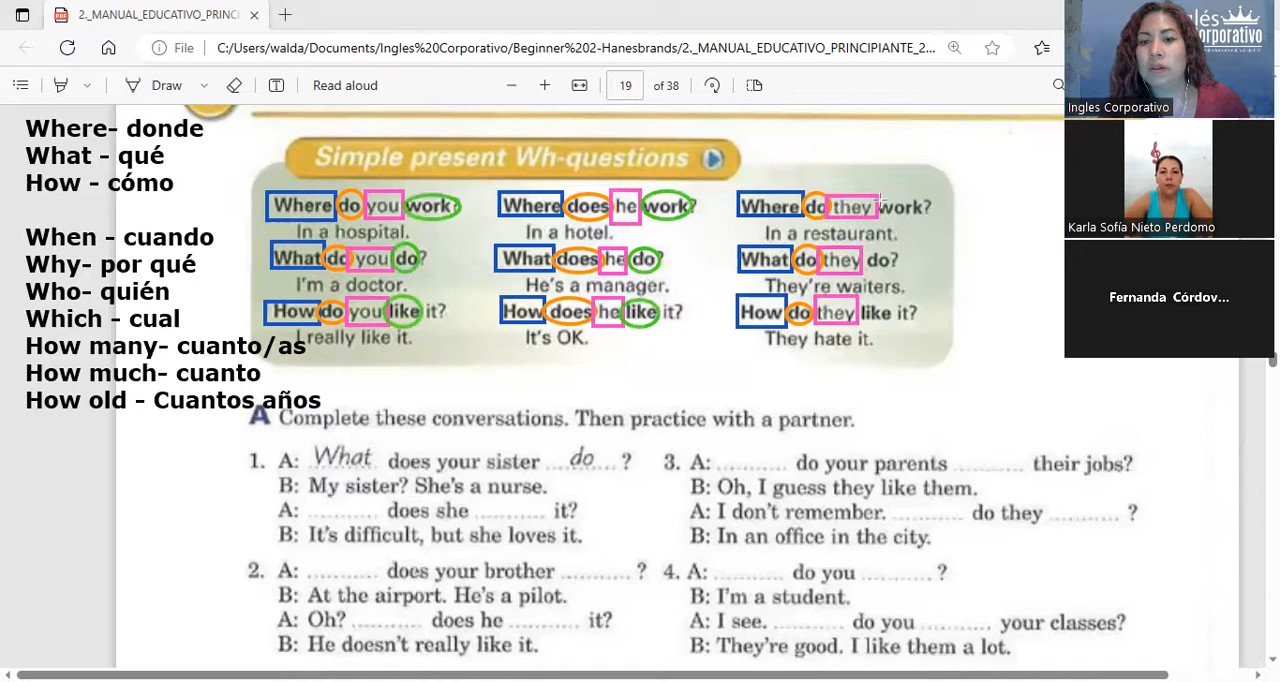 2._MANUAL_EDUCATIVO_PRINCI
File C:/Users/walda/Documents/Ingles%20Corporativo/Beginner%202-Hanesbrands/2._MANUAL_EDUCATIVO_PRINCIPIANTE_2...
Draw Read aloud 19 of 38
Inglés Corporativo
Ingles Corporativo
Karla Sofía Nieto Perdomo
Fernanda Córdov...
Where- donde
What - qué
How - cómo
When - cuando
Why- por qué
Who- quién
Which - cual
How many- cuanto/as
How much- cuanto
How old - Cuantos años
Simple present Wh-questions
Where do you work?
In a hospital.
What do you do?
I'm a doctor.
How do you like it?
I really like it.
Where does he work?
In a hotel.
What does he do?
He's a manager.
How does he like it?
It's OK.
Where do they work?
In a restaurant.
What do they do?
They're waiters.
How do they like it?
They hate it.
A Complete these conversations. Then practice with a partner.
1. A: What does your sister do ?
B: My sister? She's a nurse.
A: .......... does she .......... it?
B: It's difficult, but she loves it.
2. A: .......... does your brother .......... ?
B: At the airport. He's a pilot.
A: Oh? .......... does he .......... it?
B: He doesn't really like it.
3. A: .......... do your parents .......... their jobs?
B: Oh, I guess they like them.
A: I don't remember. .......... do they .......... ?
B: In an office in the city.
4. A: .......... do you .......... ?
B: I'm a student.
A: I see. .......... do you .......... your classes?
B: They're good. I like them a lot.